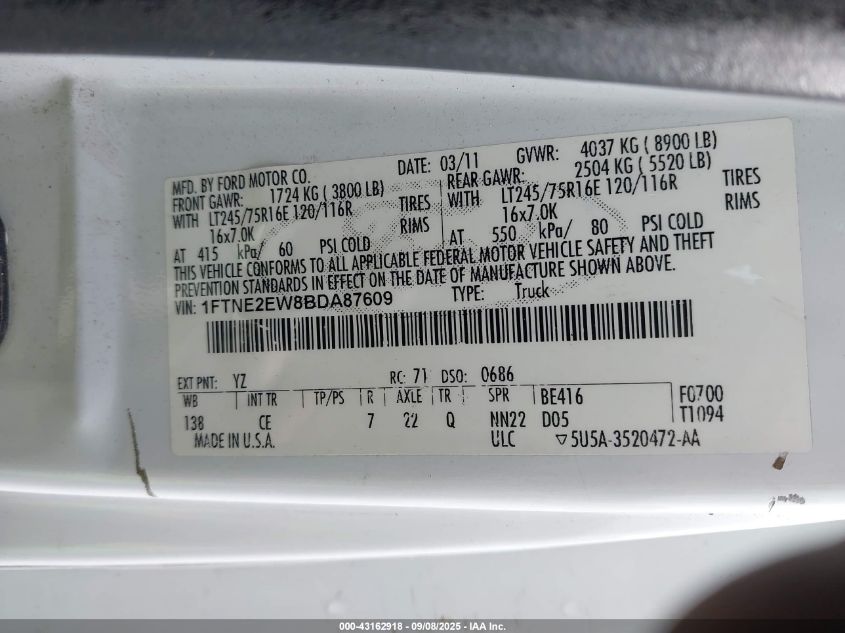 MFD. BY FORD MOTOR CO. DATE: 03/11 GVWR: 4037 KG ( 8900 LB)
FRONT GAWR: 1724 KG ( 3800 LB) REAR GAWR: 2504 KG ( 5520 LB)
WITH LT245/75R16E 120/116R TIRES WITH LT245/75R16E 120/116R TIRES
16x7.0K RIMS 16x7.0K RIMS
AT 415 kPa/ 60 PSI COLD AT 550 kPa/ 80 PSI COLD
THIS VEHICLE CONFORMS TO ALL APPLICABLE FEDERAL MOTOR VEHICLE SAFETY AND THEFT
PREVENTION STANDARDS IN EFFECT ON THE DATE OF MANUFACTURE SHOWN ABOVE.
VIN: 1FTNE2EW8BDA87609 TYPE: Truck
EXT PNT: YZ RC: 71 DSO: 0686
WB INT TR TP/PS R AXLE TR SPR BE416 F0700
138 CE 7 22 Q NN22 D05 T1094
MADE IN U.S.A. ULC ▽5U5A-3520472-AA
000-43162918 - 09/08/2025 - IAA Inc.